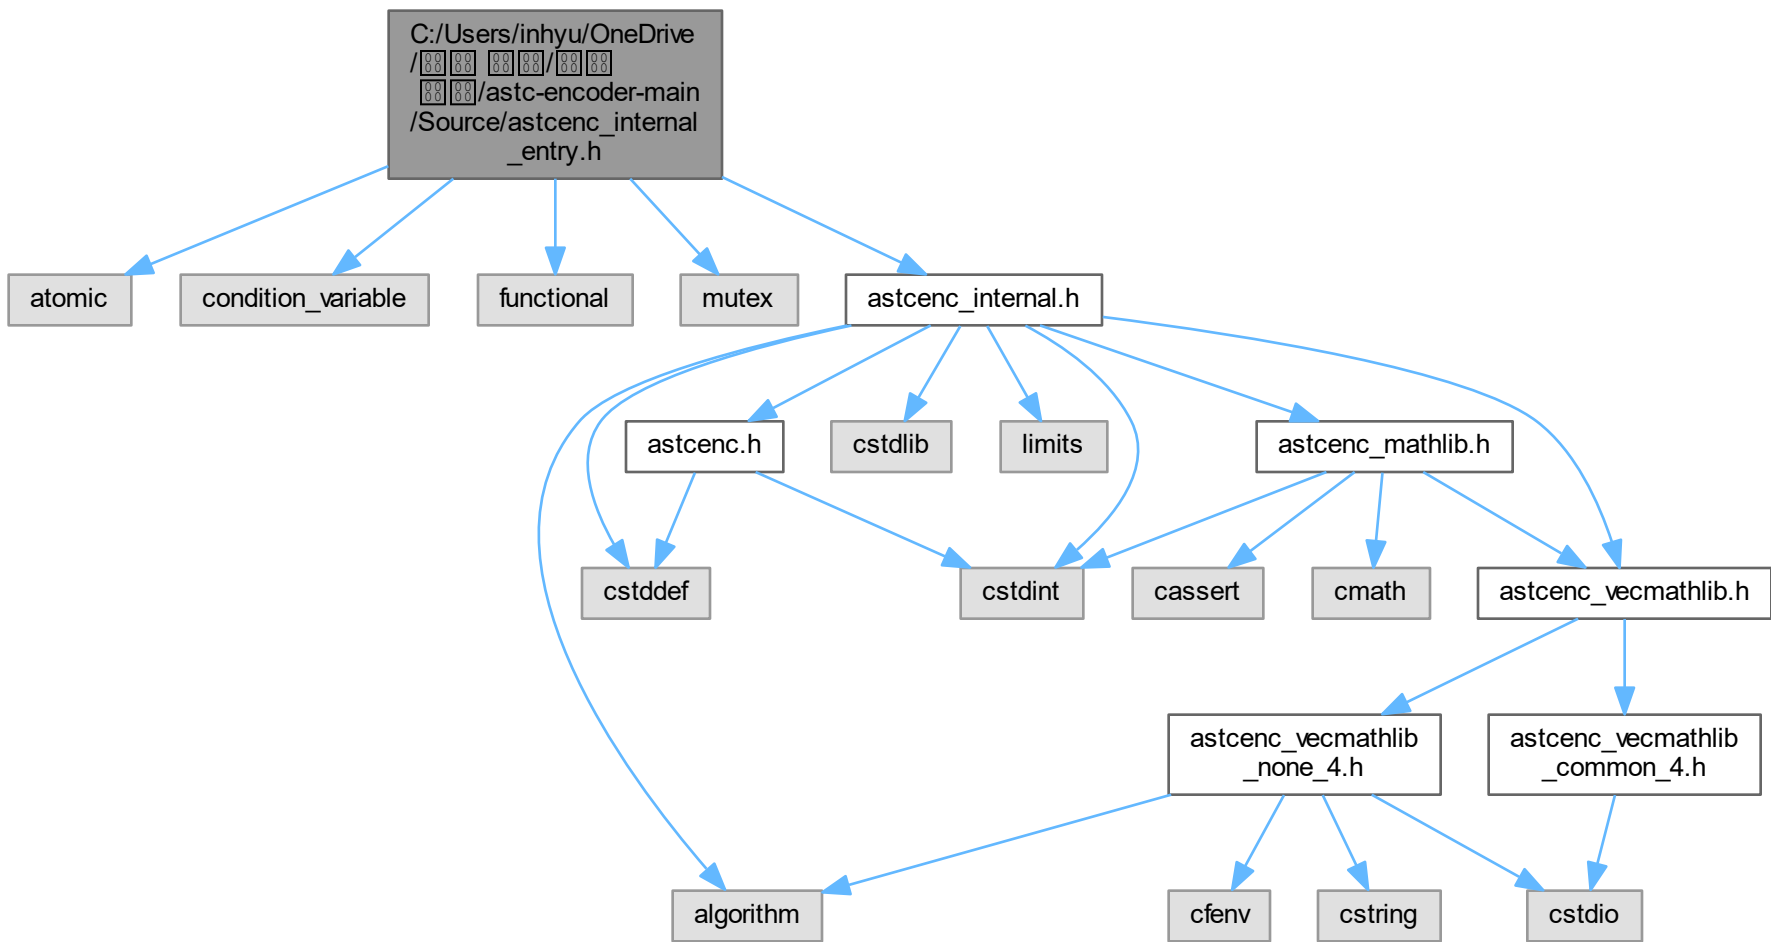 C:/Users/inhyu/OneDrive
/astc-encoder-main
/Source/astcenc_internal
_entry.h
atomic
condition_variable
functional
mutex
astcenc_internal.h
astcenc.h
cstdlib
limits
astcenc_mathlib.h
cstddef
cstdint
cassert
cmath
astcenc_vecmathlib.h
astcenc_vecmathlib
_none_4.h
astcenc_vecmathlib
_common_4.h
algorithm
cfenv
cstring
cstdio